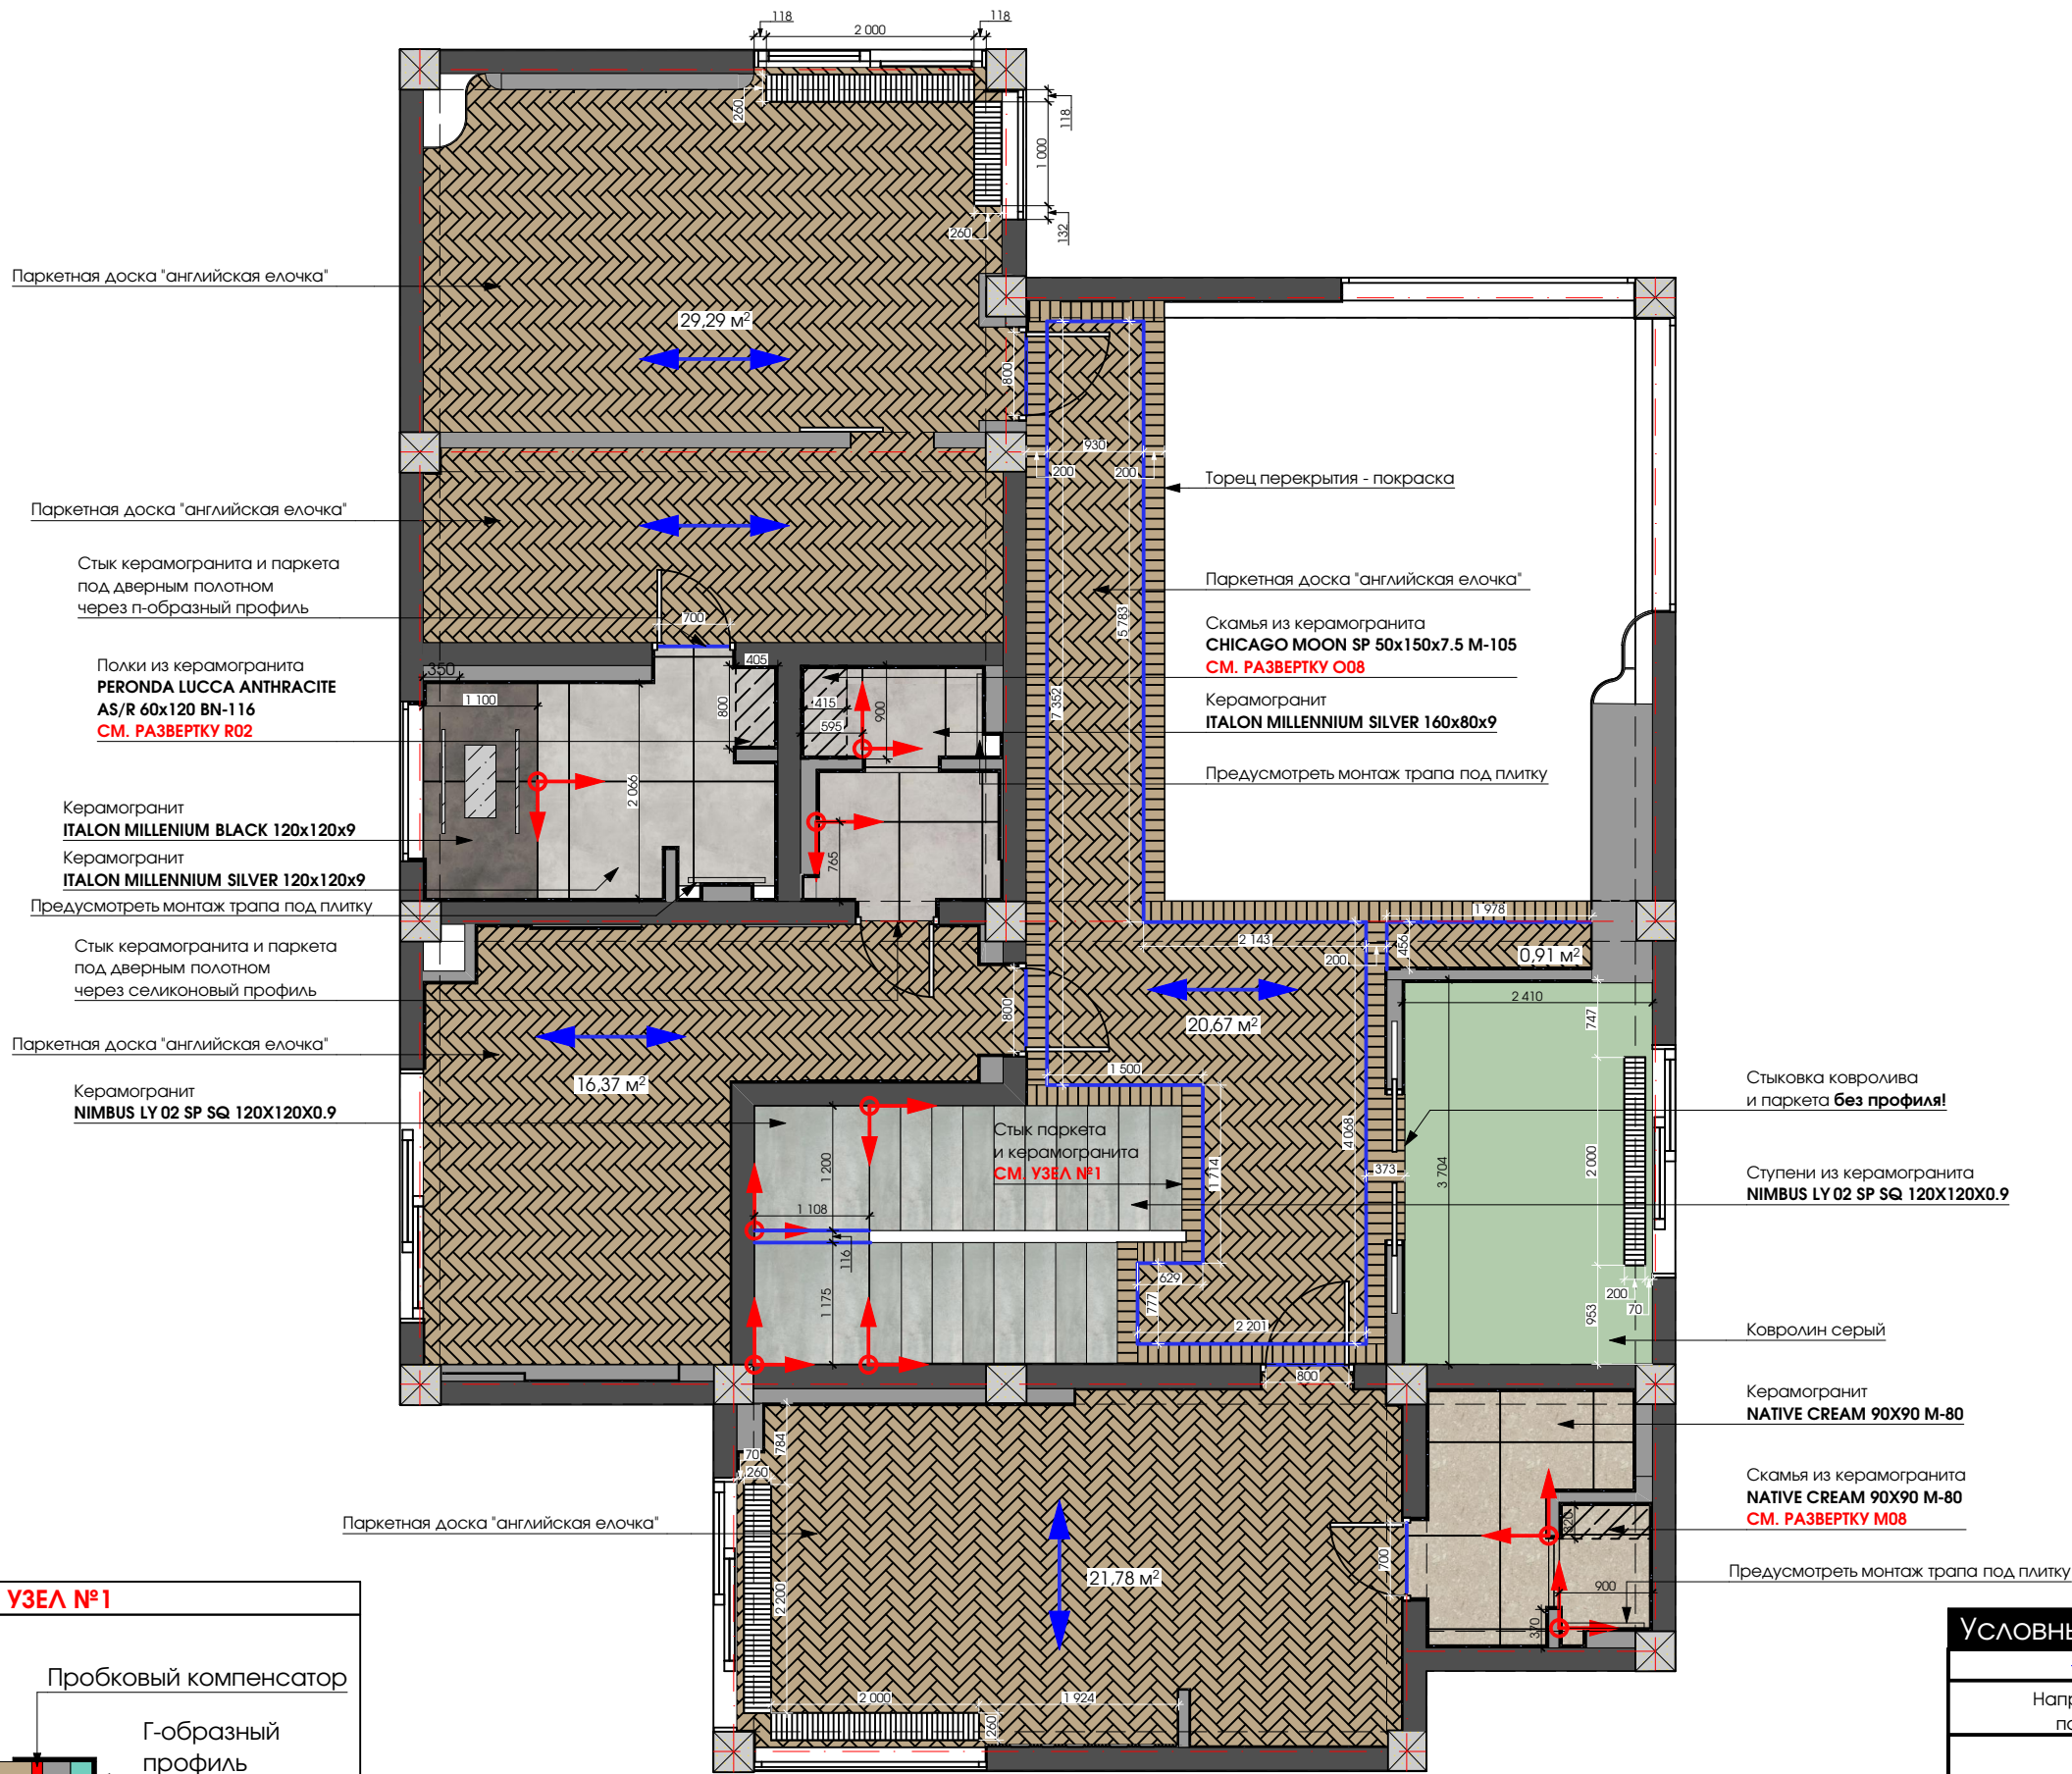 118
2 000
118
260
118
1 000
132
260
Паркетная доска "английская елочка"
29,29 м²
800
930
200
200
Торец перекрытия - покраска
Паркетная доска "английская елочка"
Стык керамогранита и паркета
под дверным полотном
через п-образный профиль
700
Паркетная доска "английская елочка"
5 783
Скамья из керамогранита
CHICAGO MOON SP 50x150x7.5 M-105
СМ. РАЗВЕРТКУ О08
Полки из керамогранита
PERONDA LUCCA ANTHRACITE
AS/R 60x120 BN-116
СМ. РАЗВЕРТКУ R02
350
405
1 100
800
415
595
900
7 352
Керамогранит
ITALON MILLENNIUM SILVER 160x80x9
Предусмотреть монтаж трапа под плитку
2 066
765
Керамогранит
ITALON MILLENIUM BLACK 120x120x9
Керамогранит
ITALON MILLENNIUM SILVER 120x120x9
Предусмотреть монтаж трапа под плитку
Стык керамогранита и паркета
под дверным полотном
через селиконовый профиль
1 978
2 143
456
200
0,91 м²
2 410
747
800
20,67 м²
Паркетная доска "английская елочка"
16,37 м²
1 500
Керамогранит
NIMBUS LY 02 SP SQ 120X120X0.9
Стыковка ковролива
и паркета без профиля!
Стык паркета
и керамогранита
СМ. УЗЕЛ №1
1 200
1 714
4 068
373
3 704
2 000
Ступени из керамогранита
NIMBUS LY 02 SP SQ 120X120X0.9
1 108
116
1 175
629
777
2 201
200
70
953
Ковролин серый
800
Керамогранит
NATIVE CREAM 90X90 M-80
784
70
260
Скамья из керамогранита
NATIVE CREAM 90X90 M-80
СМ. РАЗВЕРТКУ М08
320
Паркетная доска "английская елочка"
700
21,78 м²
2 200
Предусмотреть монтаж трапа под плитку
900
370
2 000
1 924
260
УЗЕЛ №1
Пробковый компенсатор
Г-образный
профиль
Условны
Напр
по